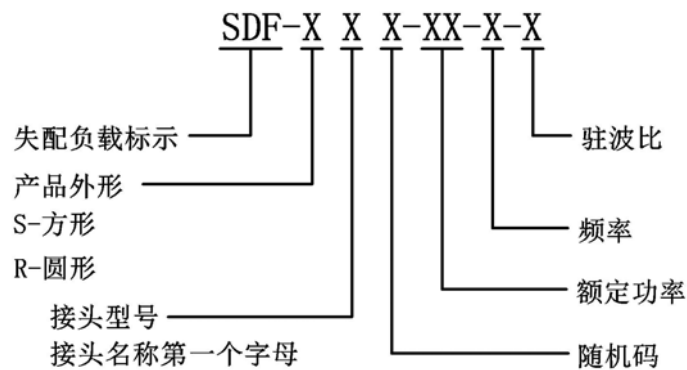 SDF-X X X-XX-X-X
失配负载标示
驻波比
产品外形
S-方形
频率
R-圆形
额定功率
接头型号
接头名称第一个字母
随机码